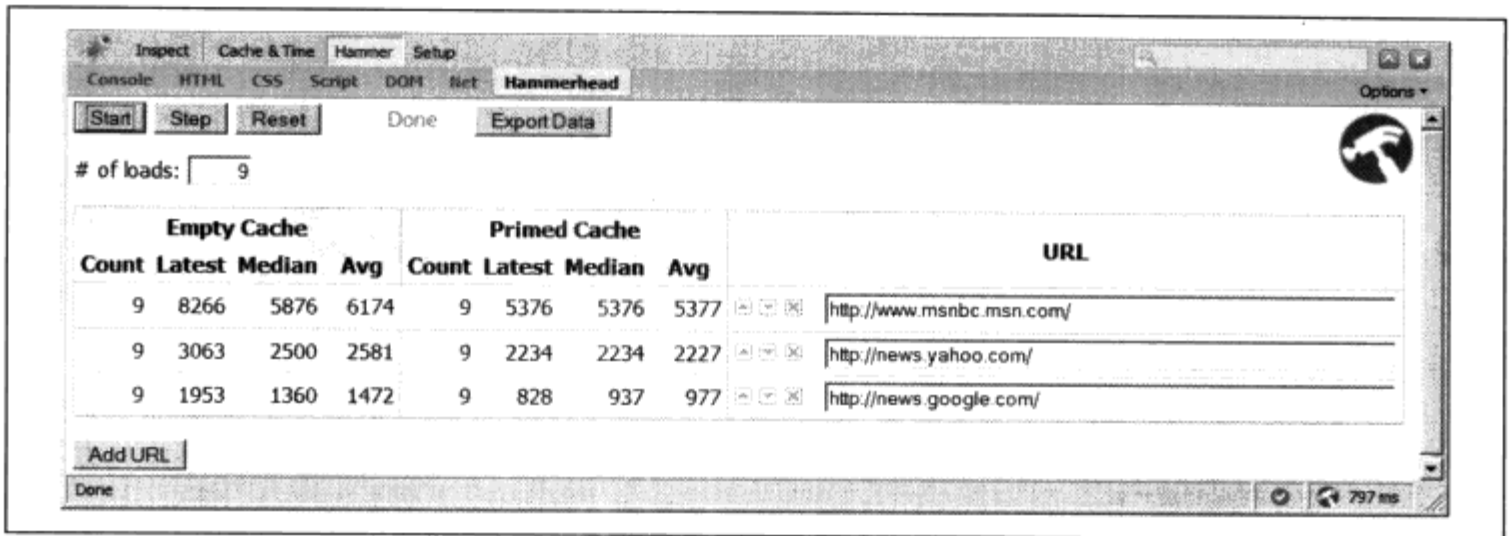 Inspect Cache & Time Hammer Setup
Console HTML CSS Script DOM Net Hammerhead
Options
Start Step Reset Done Export Data
# of loads: 9
Empty Cache Primed Cache URL
Count Latest Median Avg Count Latest Median Avg
9 8266 5876 6174 9 5376 5376 5377 http://www.msnbc.msn.com/
9 3063 2500 2581 9 2234 2234 2227 http://news.yahoo.com/
9 1953 1360 1472 9 828 937 977 http://news.google.com/
Add URL
Done 797 ms